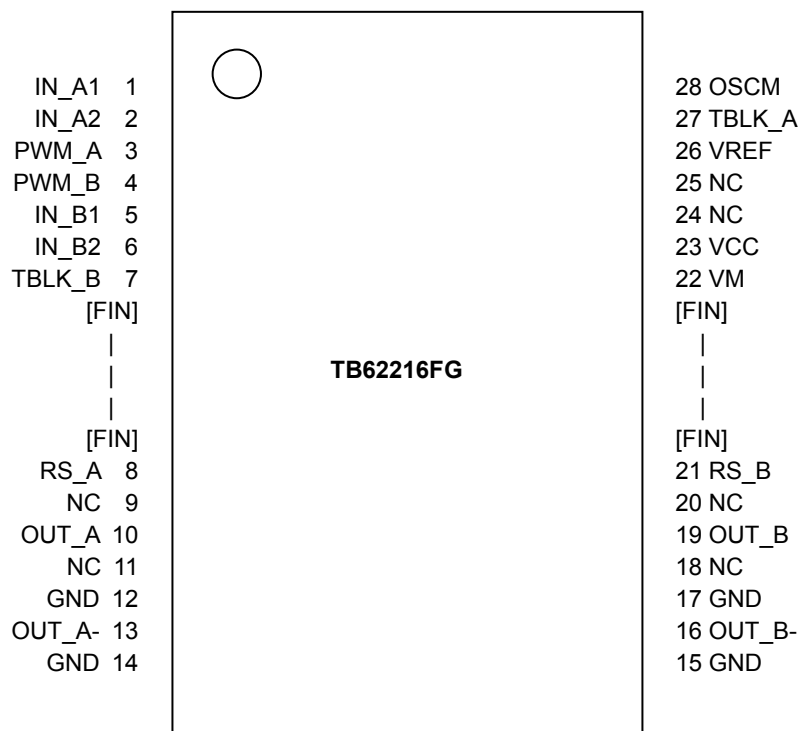 IN_A1 1
IN_A2 2
PWM_A 3
PWM_B 4
IN_B1 5
IN_B2 6
TBLK_B 7
[FIN]
|
|
|
[FIN]
RS_A 8
NC 9
OUT_A 10
NC 11
GND 12
OUT_A- 13
GND 14
TB62216FG
28 OSCM
27 TBLK_A
26 VREF
25 NC
24 NC
23 VCC
22 VM
[FIN]
|
|
|
[FIN]
21 RS_B
20 NC
19 OUT_B
18 NC
17 GND
16 OUT_B-
15 GND